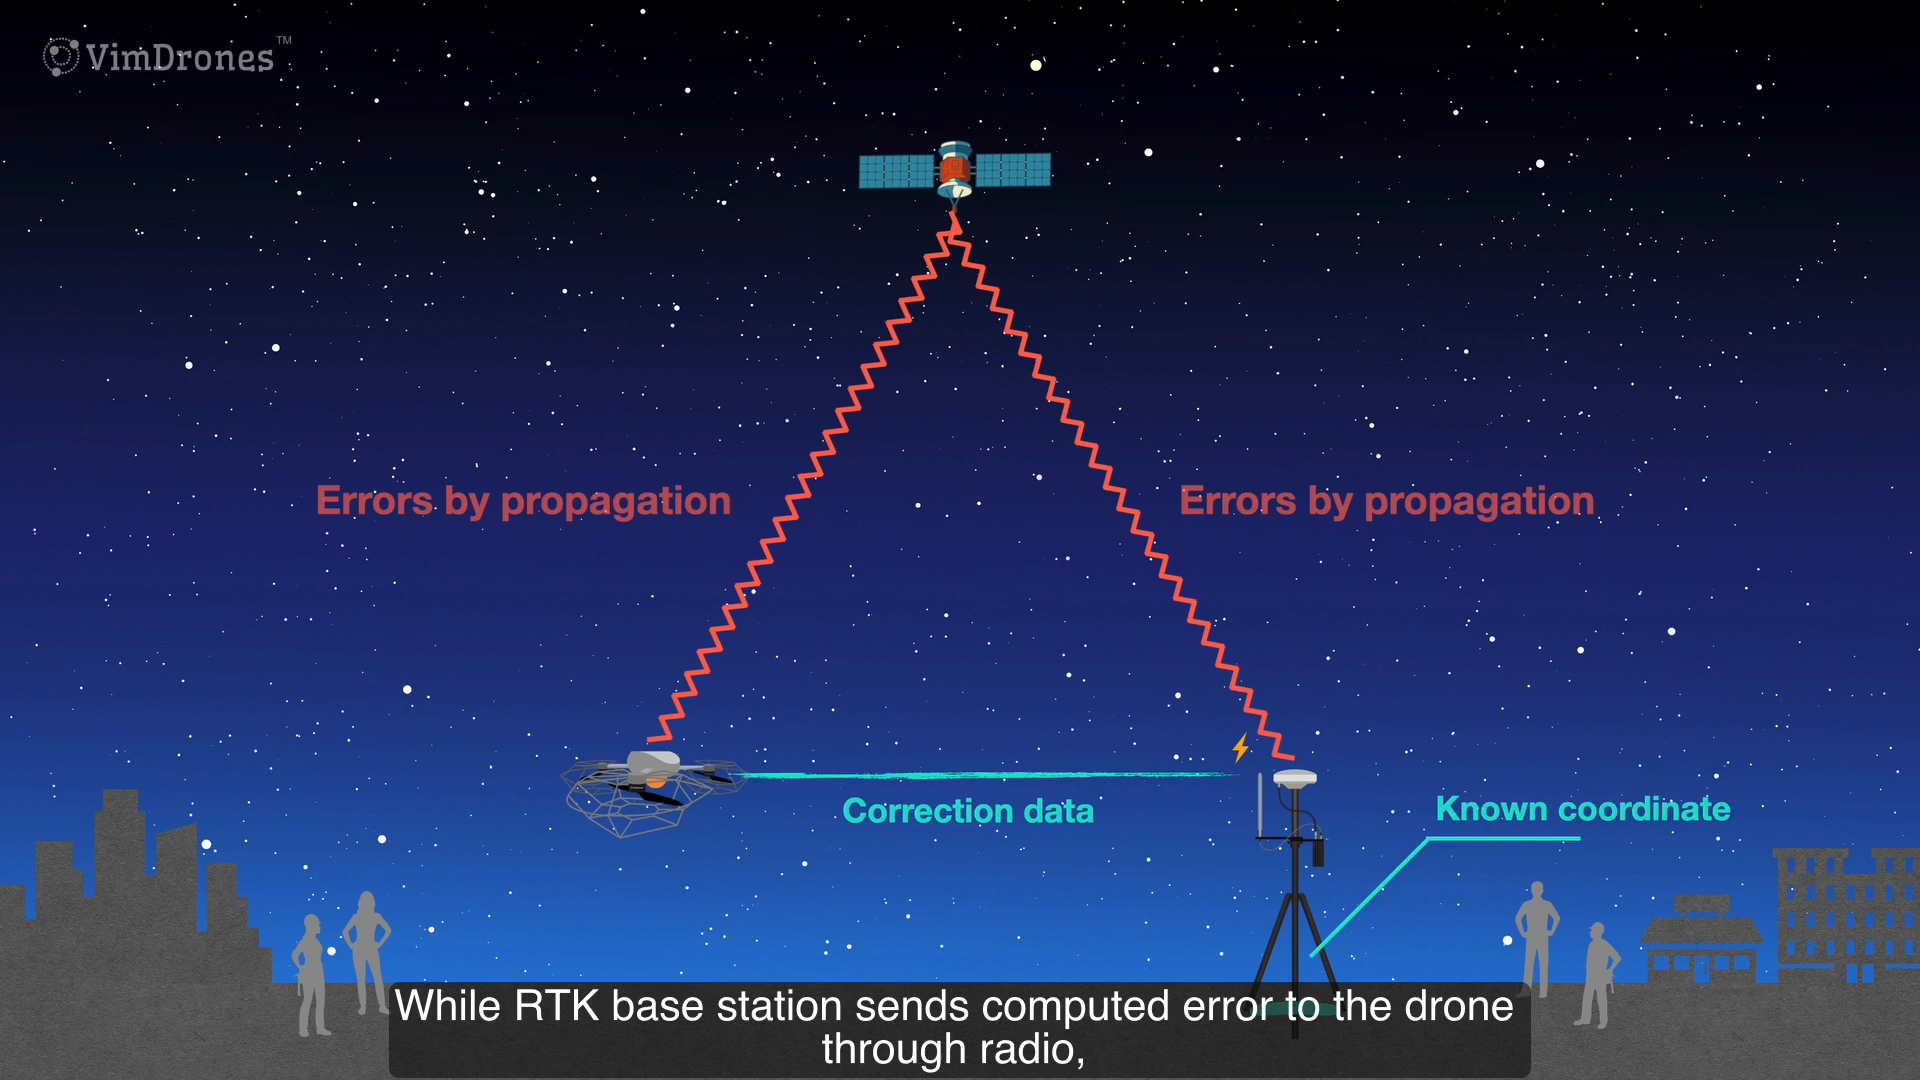 VimDrones™
Errors by propagation
Errors by propagation
Correction data
Known coordinate
While RTK base station sends computed error to the drone
through radio,